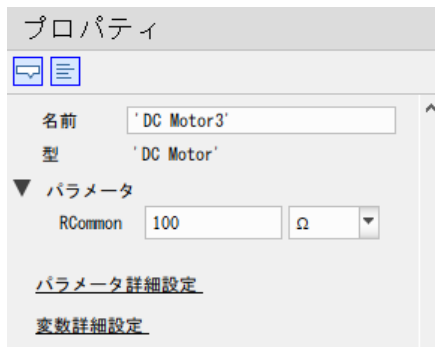 プロパティ
名前 'DC Motor3'
型 'DC Motor'
▼ パラメータ
RCommon 100 Ω
パラメータ詳細設定
変数詳細設定